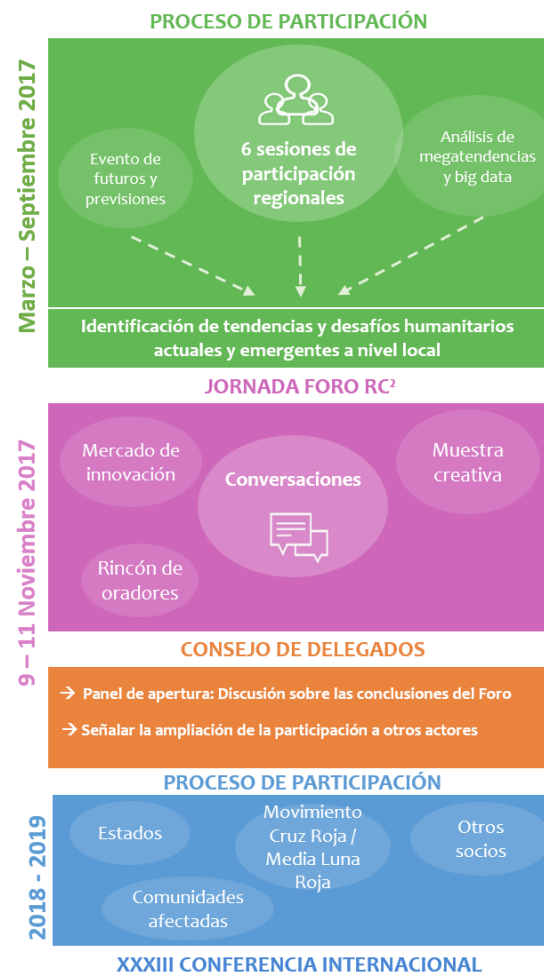 PROCESO DE PARTICIPACIÓN
Marzo – Septiembre 2017
Evento de
futuros y
previsiones
6 sesiones de
participación
regionales
Análisis de
megatendencias
y big data
Identificación de tendencias y desafíos humanitarios
actuales y emergentes a nivel local
JORNADA FORO RC²
9 – 11 Noviembre 2017
Mercado de
innovación
Conversaciones
Muestra
creativa
Rincón de
oradores
CONSEJO DE DELEGADOS
→ Panel de apertura: Discusión sobre las conclusiones del Foro
→ Señalar la ampliación de la participación a otros actores
PROCESO DE PARTICIPACIÓN
2018 - 2019
Estados
Movimiento
Cruz Roja /
Media Luna
Roja
Otros
socios
Comunidades
afectadas
XXXIII CONFERENCIA INTERNACIONAL